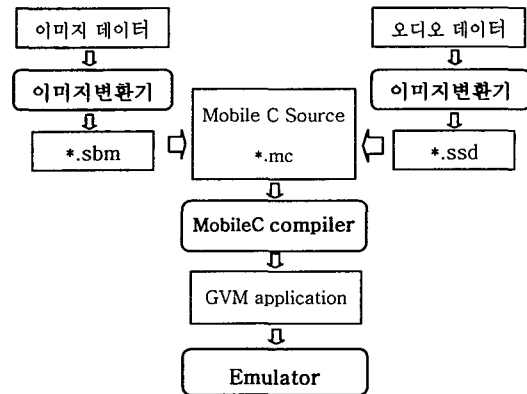 이미지 데이터
오디오 데이터
이미지변환기
이미지변환기
*.sbm
Mobile C Source
*.mc
*.ssd
MobileC compiler
GVM application
Emulator